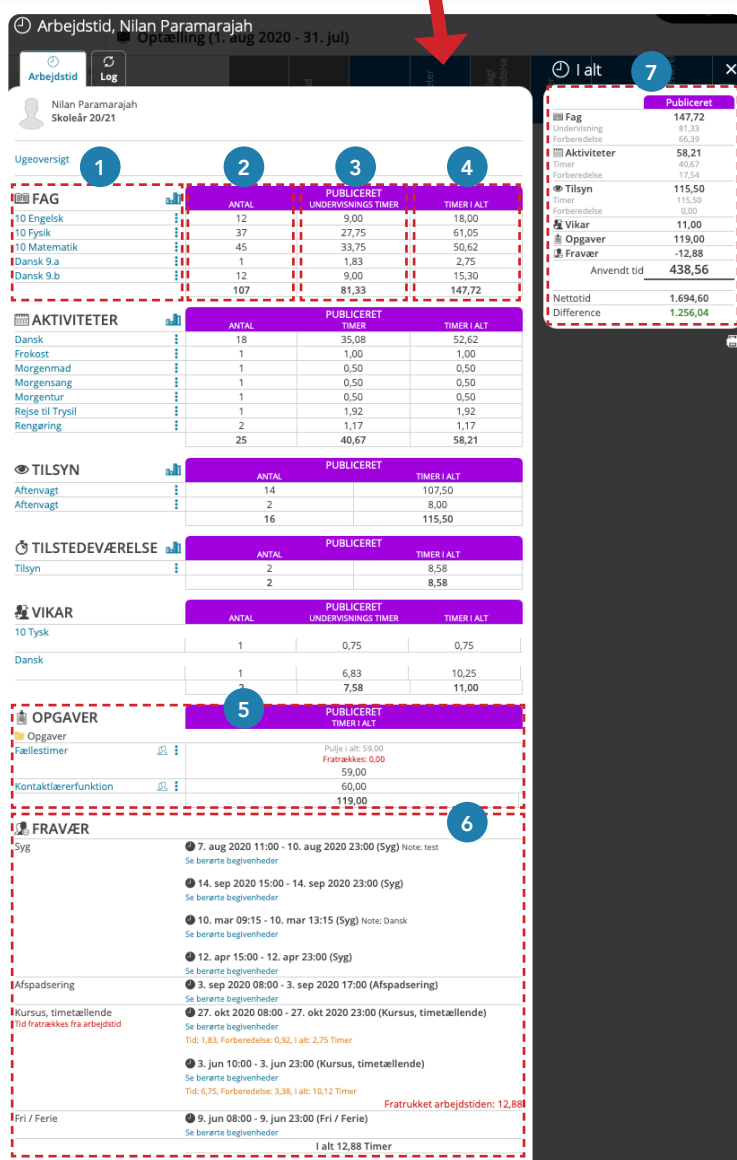 Arbejdstid, Nilan Paramarajah
Optælling (1. aug 2020 - 31. jul)
Arbejdstid
Log
Nilan Paramarajah
Skoleår 20/21
Ugeoversigt
1
2
3
4
FAG
PUBLICERET
ANTAL UNDERVISNINGS TIMER TIMER I ALT
10 Engelsk 12 9,00 18,00
10 Fysik 37 27,75 61,05
10 Matematik 45 33,75 50,62
Dansk 9.a 1 1,83 2,75
Dansk 9.b 12 9,00 15,30
107 81,33 147,72
AKTIVITETER
PUBLICERET
ANTAL TIMER TIMER I ALT
Dansk 18 35,08 52,62
Frokost 1 1,00 1,00
Morgenmad 1 0,50 0,50
Morgensang 1 0,50 0,50
Morgentur 1 0,50 0,50
Rejse til Trysil 1 1,92 1,92
Rengøring 2 1,17 1,17
25 40,67 58,21
TILSYN
PUBLICERET
ANTAL TIMER I ALT
Aftenvagt 14 107,50
Aftenvagt 2 8,00
16 115,50
TILSTEDEVÆRELSE
PUBLICERET
ANTAL TIMER I ALT
Tilsyn 2 8,58
2 8,58
VIKAR
PUBLICERET
ANTAL UNDERVISNINGS TIMER TIMER I ALT
10 Tysk
1 0,75 0,75
Dansk
1 6,83 10,25
2 7,58 11,00
5
OPGAVER
PUBLICERET
TIMER I ALT
Opgaver
Fællestimer
Pulje i alt: 59,00
Fratrækkes: 0,00
59,00
Kontaktlærerfunktion 60,00
119,00
6
FRAVÆR
Syg
7. aug 2020 11:00 - 10. aug 2020 23:00 (Syg) Note: test
Se berørte begivenheder
14. sep 2020 15:00 - 14. sep 2020 23:00 (Syg)
Se berørte begivenheder
10. mar 09:15 - 10. mar 13:15 (Syg) Note: Dansk
Se berørte begivenheder
12. apr 15:00 - 12. apr 23:00 (Syg)
Se berørte begivenheder
Afspadsering
3. sep 2020 08:00 - 3. sep 2020 17:00 (Afspadsering)
Se berørte begivenheder
Kursus, timetællende
Tid fratrækkes fra arbejdstid
27. okt 2020 08:00 - 27. okt 2020 23:00 (Kursus, timetællende)
Se berørte begivenheder
Tid: 1,83, Forberedelse: 0,92, I alt: 2,75 Timer
3. jun 10:00 - 3. jun 23:00 (Kursus, timetællende)
Se berørte begivenheder
Tid: 6,75, Forberedelse: 3,38, I alt: 10,12 Timer
Fratrukket arbejdstiden: 12,88
Fri / Ferie
9. jun 08:00 - 9. jun 23:00 (Fri / Ferie)
Se berørte begivenheder
I alt 12,88 Timer
I alt
7
Publiceret
Fag 147,72
Undervisning 81,33
Forberedelse 66,39
Aktiviteter 58,21
Timer 40,67
Forberedelse 17,54
Tilsyn 115,50
Timer 115,50
Forberedelse 0,00
Vikar 11,00
Opgaver 119,00
Fravær -12,88
Anvendt tid 438,56
Nettotid 1.694,60
Difference 1.256,04